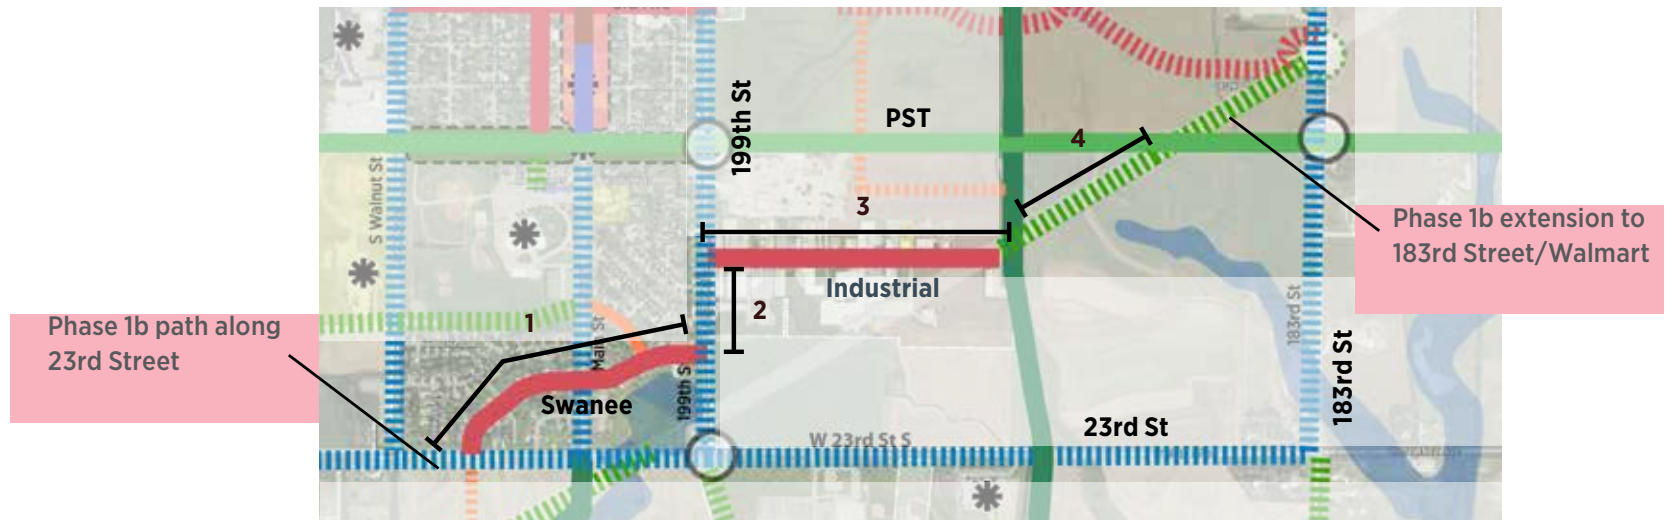 199th St
PST
4
S Walnut St
3
Phase 1b extension to
183rd Street/Walmart
Industrial
2
183rd St
Phase 1b path along
23rd Street
1
Main St
183rd St
199th S
Swanee
23rd St
W 23rd St S